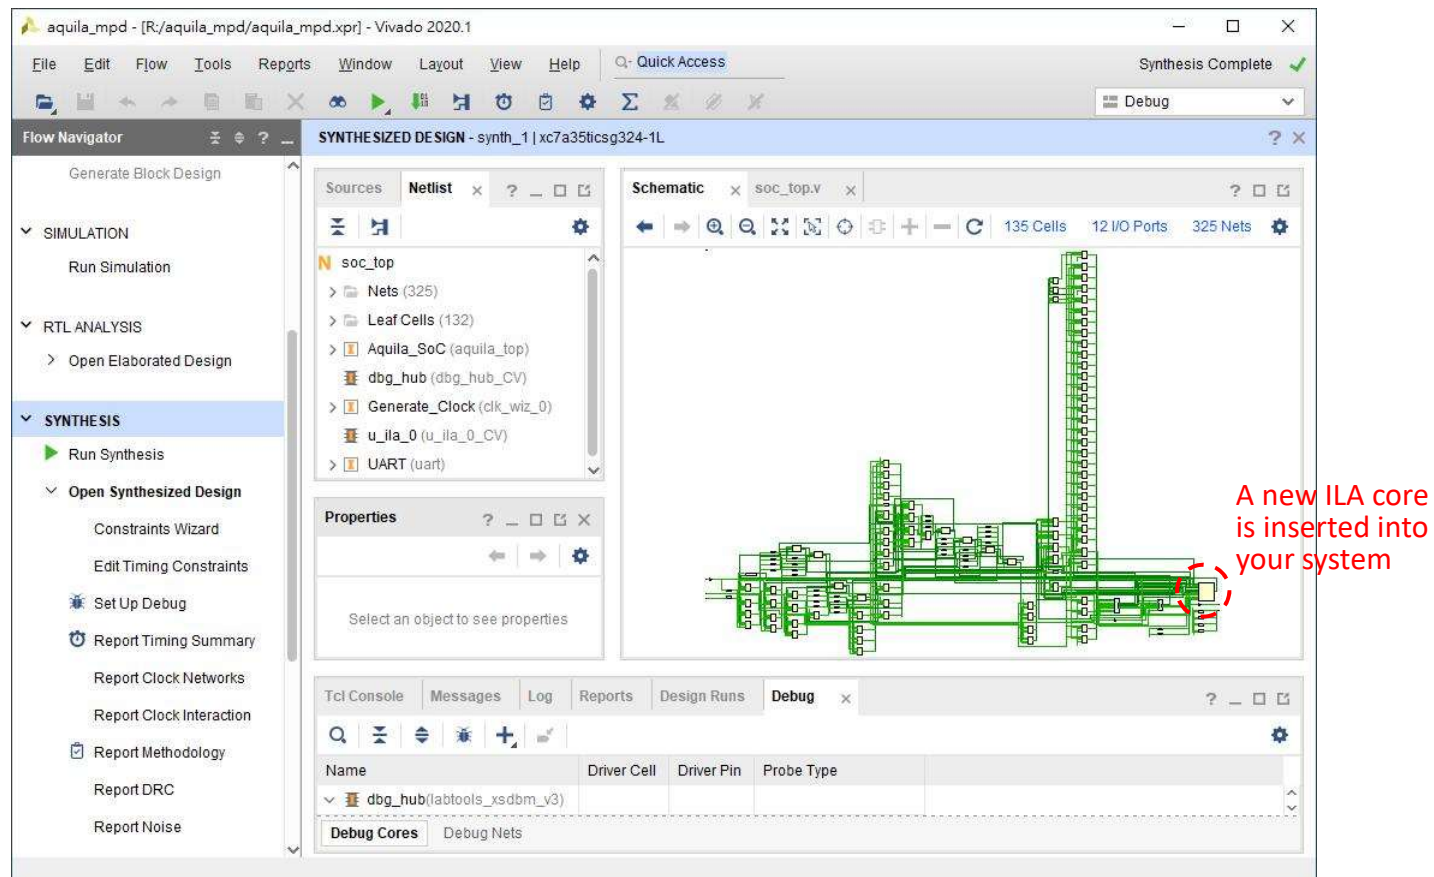 aquila_mpd - [R:/aquila_mpd/aquila_mpd.xpr] - Vivado 2020.1
File Edit Flow Tools Reports Window Layout View Help Quick Access Synthesis Complete
Debug
Flow Navigator
SYNTHESIZED DESIGN - synth_1 | xc7a35ticsg324-1L
Generate Block Design
SIMULATION
Run Simulation
RTL ANALYSIS
Open Elaborated Design
SYNTHESIS
Run Synthesis
Open Synthesized Design
Constraints Wizard
Edit Timing Constraints
Set Up Debug
Report Timing Summary
Report Clock Networks
Report Clock Interaction
Report Methodology
Report DRC
Report Noise
Sources Netlist
soc_top
Nets (325)
Leaf Cells (132)
Aquila_SoC (aquila_top)
dbg_hub (dbg_hub_CV)
Generate_Clock (clk_wiz_0)
u_ila_0 (u_ila_0_CV)
UART (uart)
Properties
Select an object to see properties
Schematic soc_top.v
135 Cells 12 I/O Ports 325 Nets
A new ILA core
is inserted into
your system
Tcl Console Messages Log Reports Design Runs Debug
Name Driver Cell Driver Pin Probe Type
dbg_hub(labtools_xsdbm_v3)
Debug Cores Debug Nets